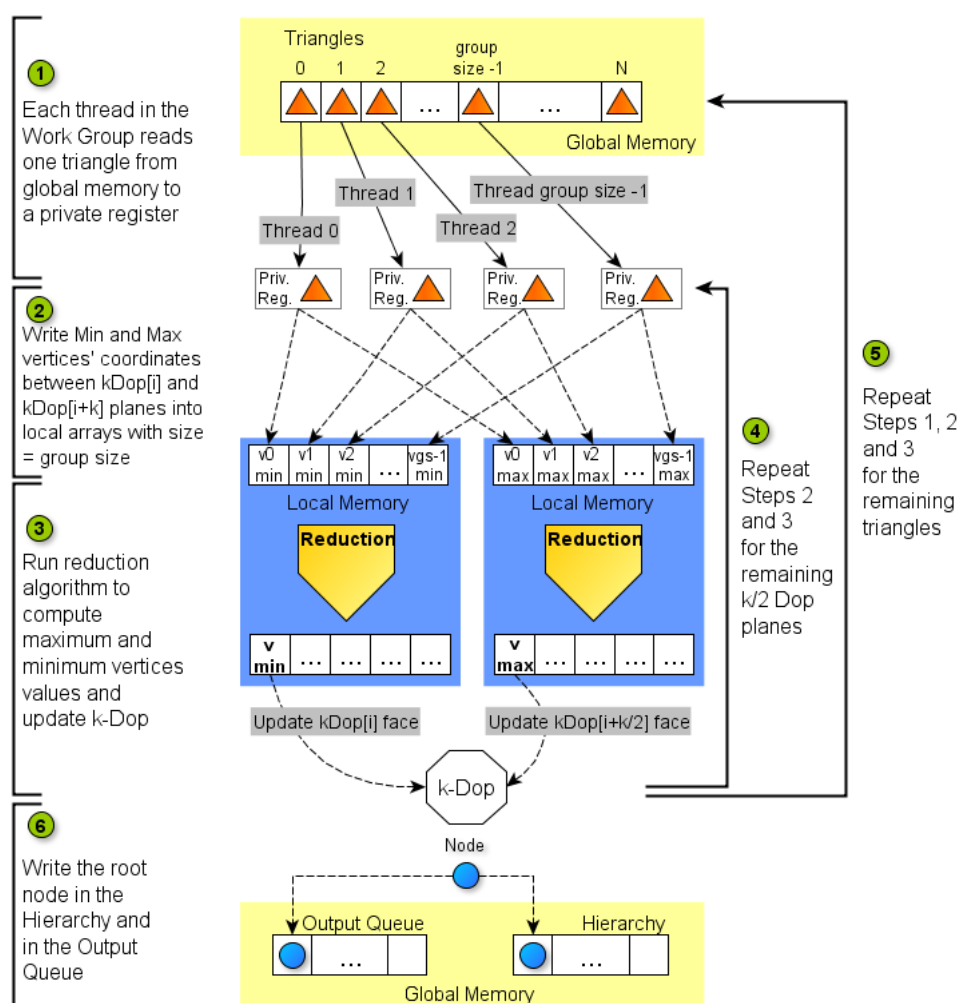 Triangles
0
1
2
group
size -1
N
...
...
Global Memory
1
Each thread in the
Work Group reads
one triangle from
global memory to
a private register
Thread 0
Thread 1
Thread 2
Thread group size -1
Priv.
Reg.
Priv.
Reg.
Priv.
Reg.
Priv.
Reg.
2
Write Min and Max
vertices' coordinates
between kDop[i] and
kDop[i+k] planes into
local arrays with size
= group size
v0
min
v1
min
v2
min
...
vgs-1
min
Local Memory
Reduction
v
min
...
...
...
...
v0
max
v1
max
v2
max
...
vgs-1
max
Local Memory
Reduction
v
max
...
...
...
...
3
Run reduction
algorithm to
compute
maximum and
minimum vertices
values and
update k-Dop
Update kDop[i] face
Update kDop[i+k/2] face
k-Dop
4
Repeat
Steps 2
and 3
for the
remaining
k/2 Dop
planes
5
Repeat
Steps 1, 2
and 3
for the
remaining
triangles
6
Write the root
node in the
Hierarchy and
in the Output
Queue
Node
Output Queue
...
Hierarchy
...
Global Memory